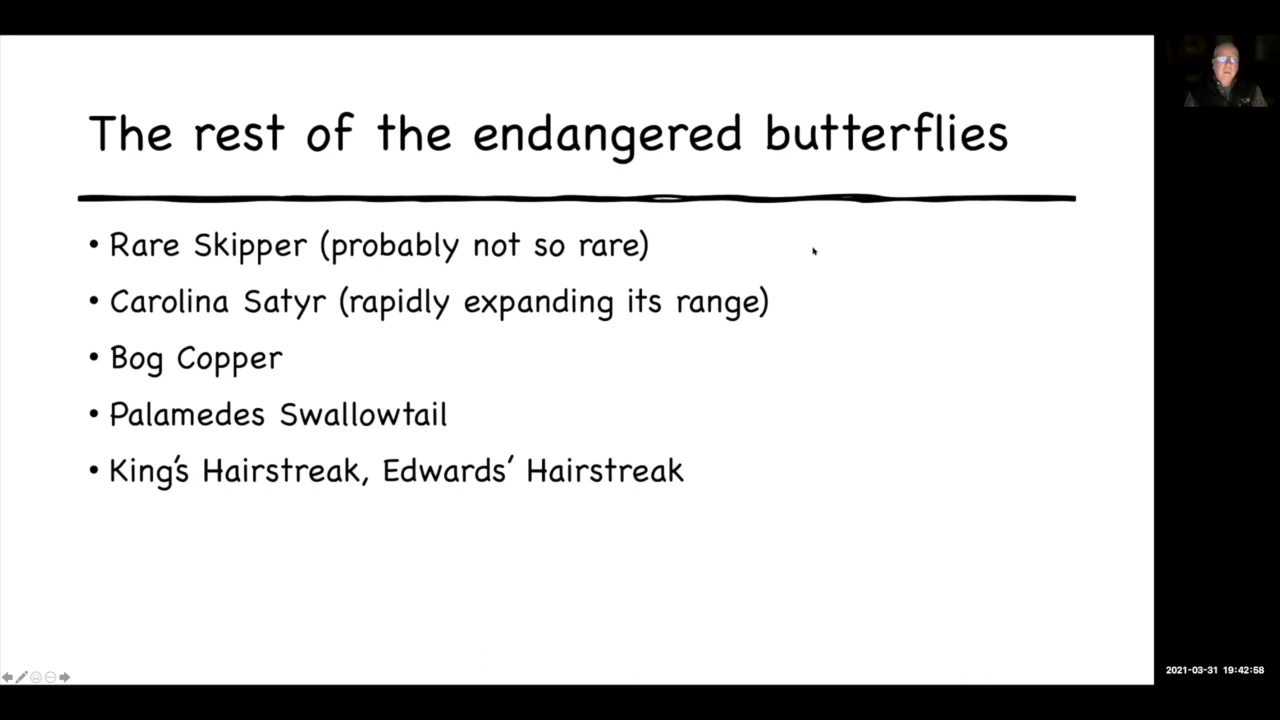 The rest of the endangered butterflies
• Rare Skipper (probably not so rare)
• Carolina Satyr (rapidly expanding its range)
• Bog Copper
• Palamedes Swallowtail
• King's Hairstreak, Edwards' Hairstreak
2021-03-31 19:42:58